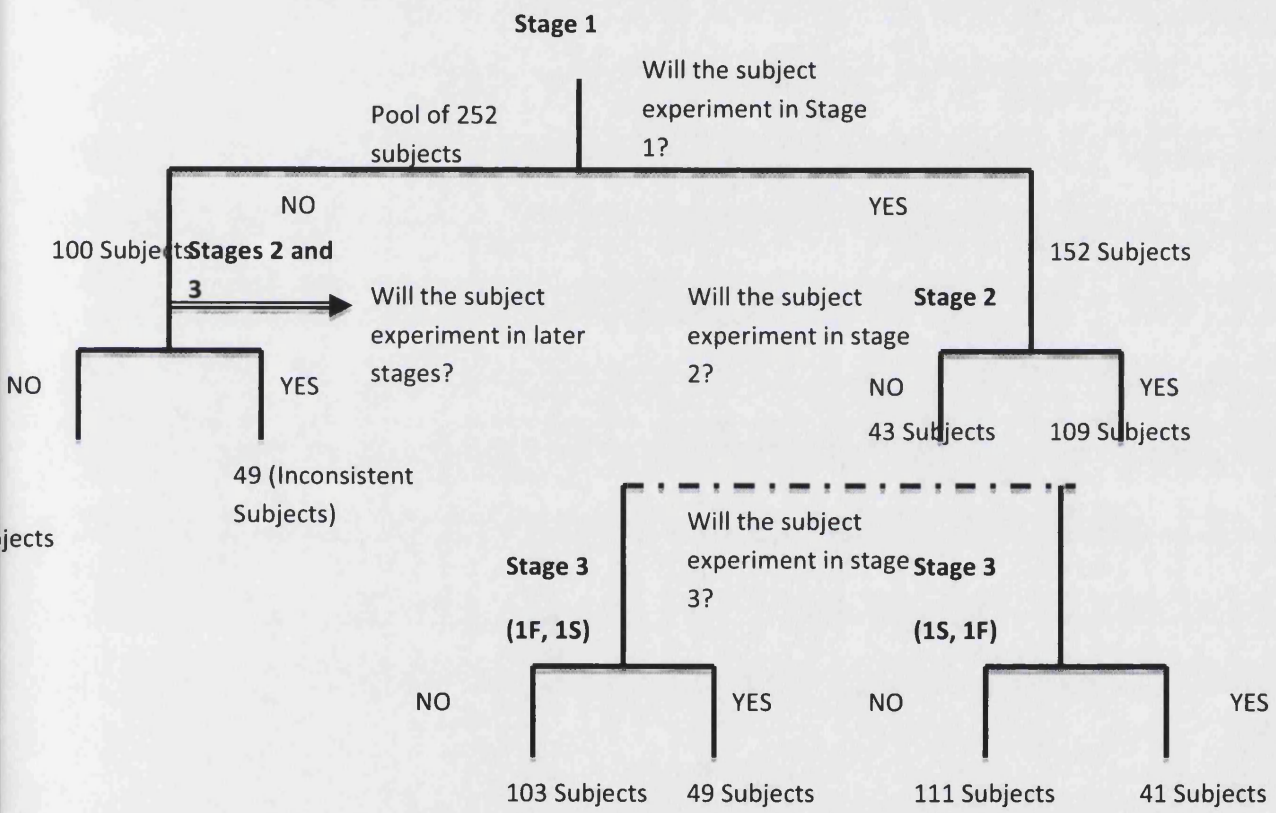 Stage 1
Will the subject
experiment in Stage
1?
Pool of 252
subjects
NO
YES
100 Subjects
Stages 2 and
3
152 Subjects
Will the subject
experiment in later
stages?
Will the subject
experiment in stage
2?
Stage 2
NO
YES
NO
YES
43 Subjects
109 Subjects
49 (Inconsistent
Subjects)
jects
Will the subject
experiment in stage
3?
Stage 3
(1F, 1S)
Stage 3
(1S, 1F)
NO
YES
NO
YES
103 Subjects
49 Subjects
111 Subjects
41 Subjects